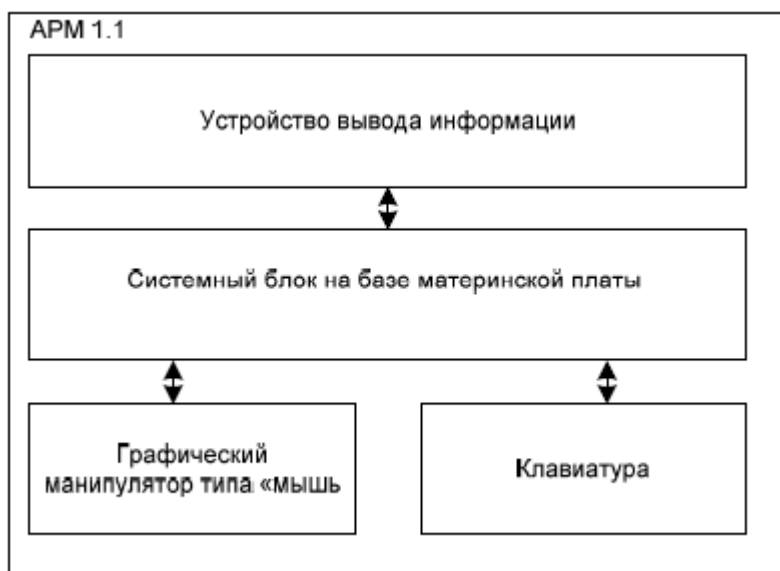 АРМ 1.1
Устройство вывода информации
Системный блок на базе материнской платы
Графический
манипулятор типа «мышь
Клавиатура